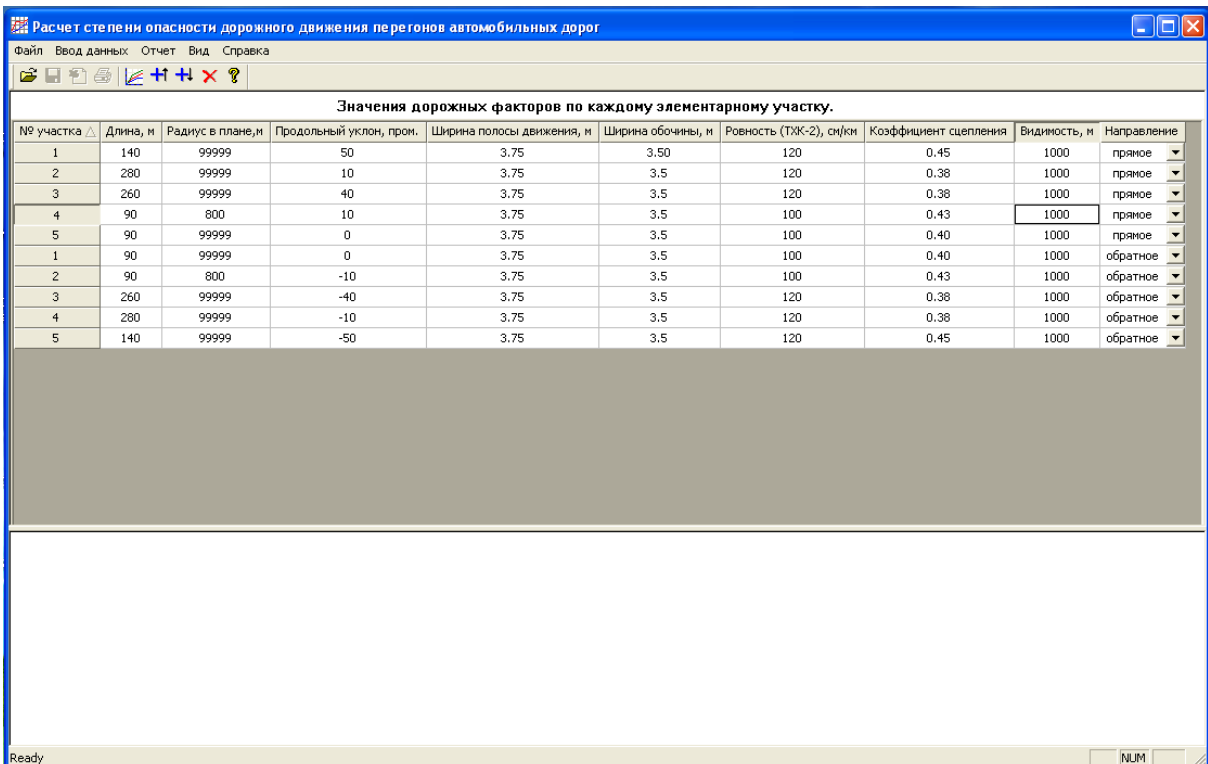 Расчет степени опасности дорожного движения перегонов автомобильных дорог
Файл Ввод данных Отчет Вид Справка
Значения дорожных факторов по каждому элементарному участку.
№ участка Длина, м Радиус в плане,м Продольный уклон, пром. Ширина полосы движения, м Ширина обочины, м Ровность (ТХК-2), см/км Коэффициент сцепления Видимость, м Направление
1 140 99999 50 3.75 3.50 120 0.45 1000 прямое
2 280 99999 10 3.75 3.5 120 0.38 1000 прямое
3 260 99999 40 3.75 3.5 120 0.38 1000 прямое
4 90 800 10 3.75 3.5 100 0.43 1000 прямое
5 90 99999 0 3.75 3.5 100 0.40 1000 прямое
1 90 99999 0 3.75 3.5 100 0.40 1000 обратное
2 90 800 -10 3.75 3.5 100 0.43 1000 обратное
3 260 99999 -40 3.75 3.5 120 0.38 1000 обратное
4 280 99999 -10 3.75 3.5 120 0.38 1000 обратное
5 140 99999 -50 3.75 3.5 120 0.45 1000 обратное
Ready NUM